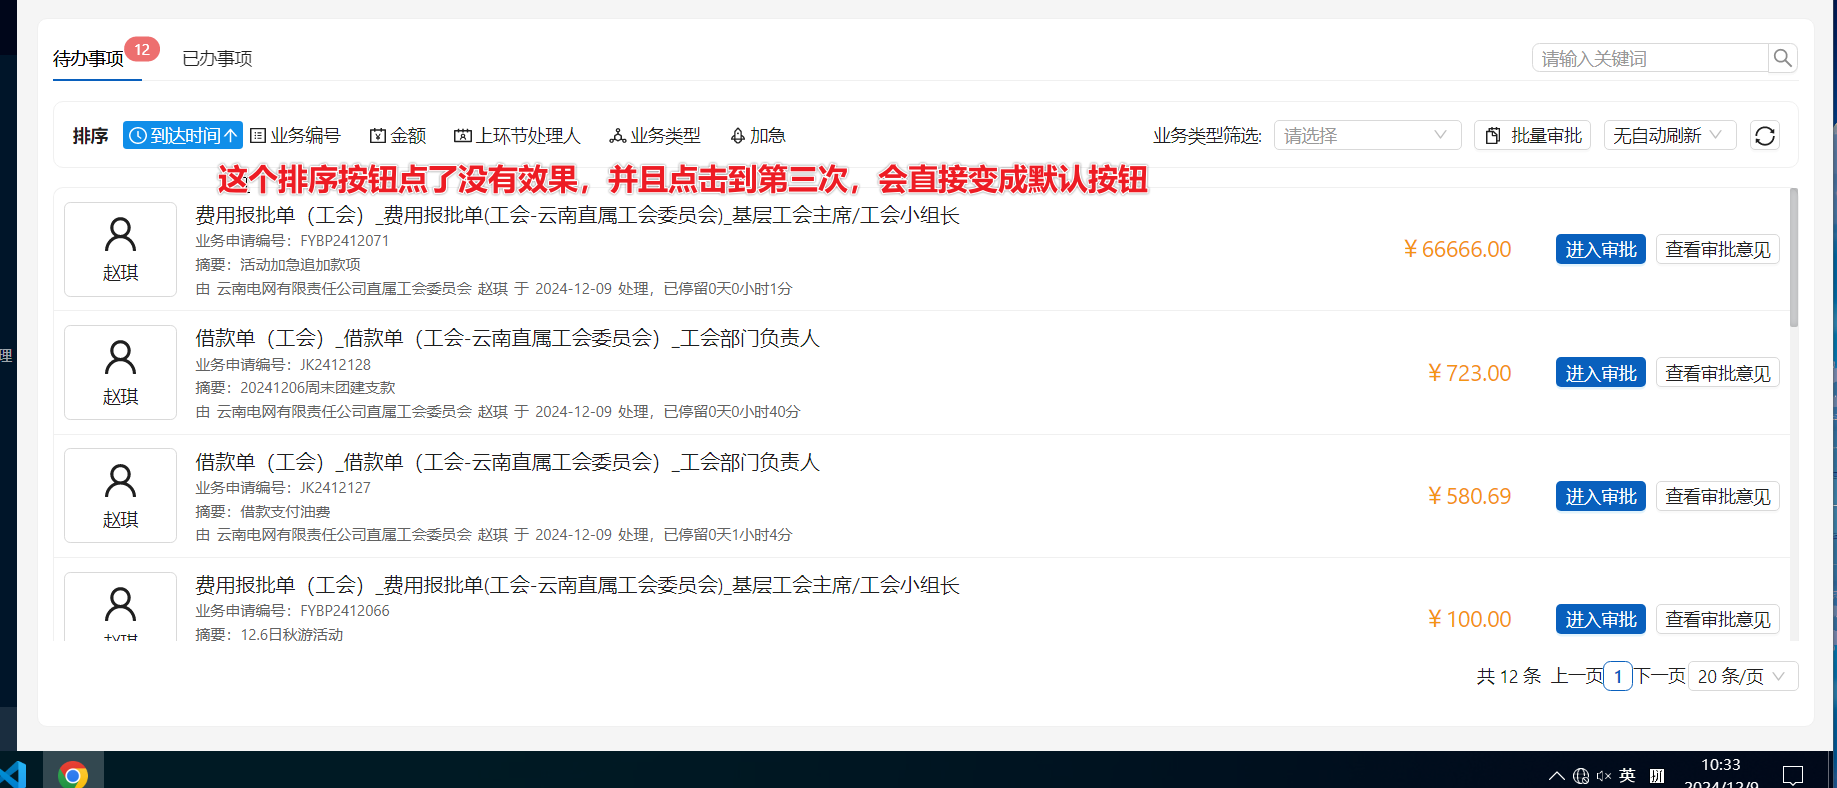 待办事项 12 已办事项 请输入关键词
排序 到达时间↑ 业务编号 金额 上环节处理人 业务类型 加急 业务类型筛选: 请选择 批量审批 无自动刷新
这个排序按钮点了没有效果，并且点击到第三次，会直接变成默认按钮
费用报批单（工会）_费用报批单(工会-云南直属工会委员会)_基层工会主席/工会小组长
业务申请编号：FYBP2412071
赵琪
摘要：活动加急追加款项
由 云南电网有限责任公司直属工会委员会 赵琪 于 2024-12-09 处理，已停留0天0小时1分
￥66666.00 进入审批 查看审批意见
借款单（工会）_借款单（工会-云南直属工会委员会）_工会部门负责人
业务申请编号：JK2412128
赵琪
摘要：20241206周末团建支款
由 云南电网有限责任公司直属工会委员会 赵琪 于 2024-12-09 处理，已停留0天0小时40分
￥723.00 进入审批 查看审批意见
借款单（工会）_借款单（工会-云南直属工会委员会）_工会部门负责人
业务申请编号：JK2412127
赵琪
摘要：借款支付油费
由 云南电网有限责任公司直属工会委员会 赵琪 于 2024-12-09 处理，已停留0天1小时4分
￥580.69 进入审批 查看审批意见
费用报批单（工会）_费用报批单(工会-云南直属工会委员会)_基层工会主席/工会小组长
业务申请编号：FYBP2412066
赵琪
摘要：12.6日秋游活动
￥100.00 进入审批 查看审批意见
共 12 条 上一页 1 下一页 20 条/页
理
英
10:33
2024/12/9